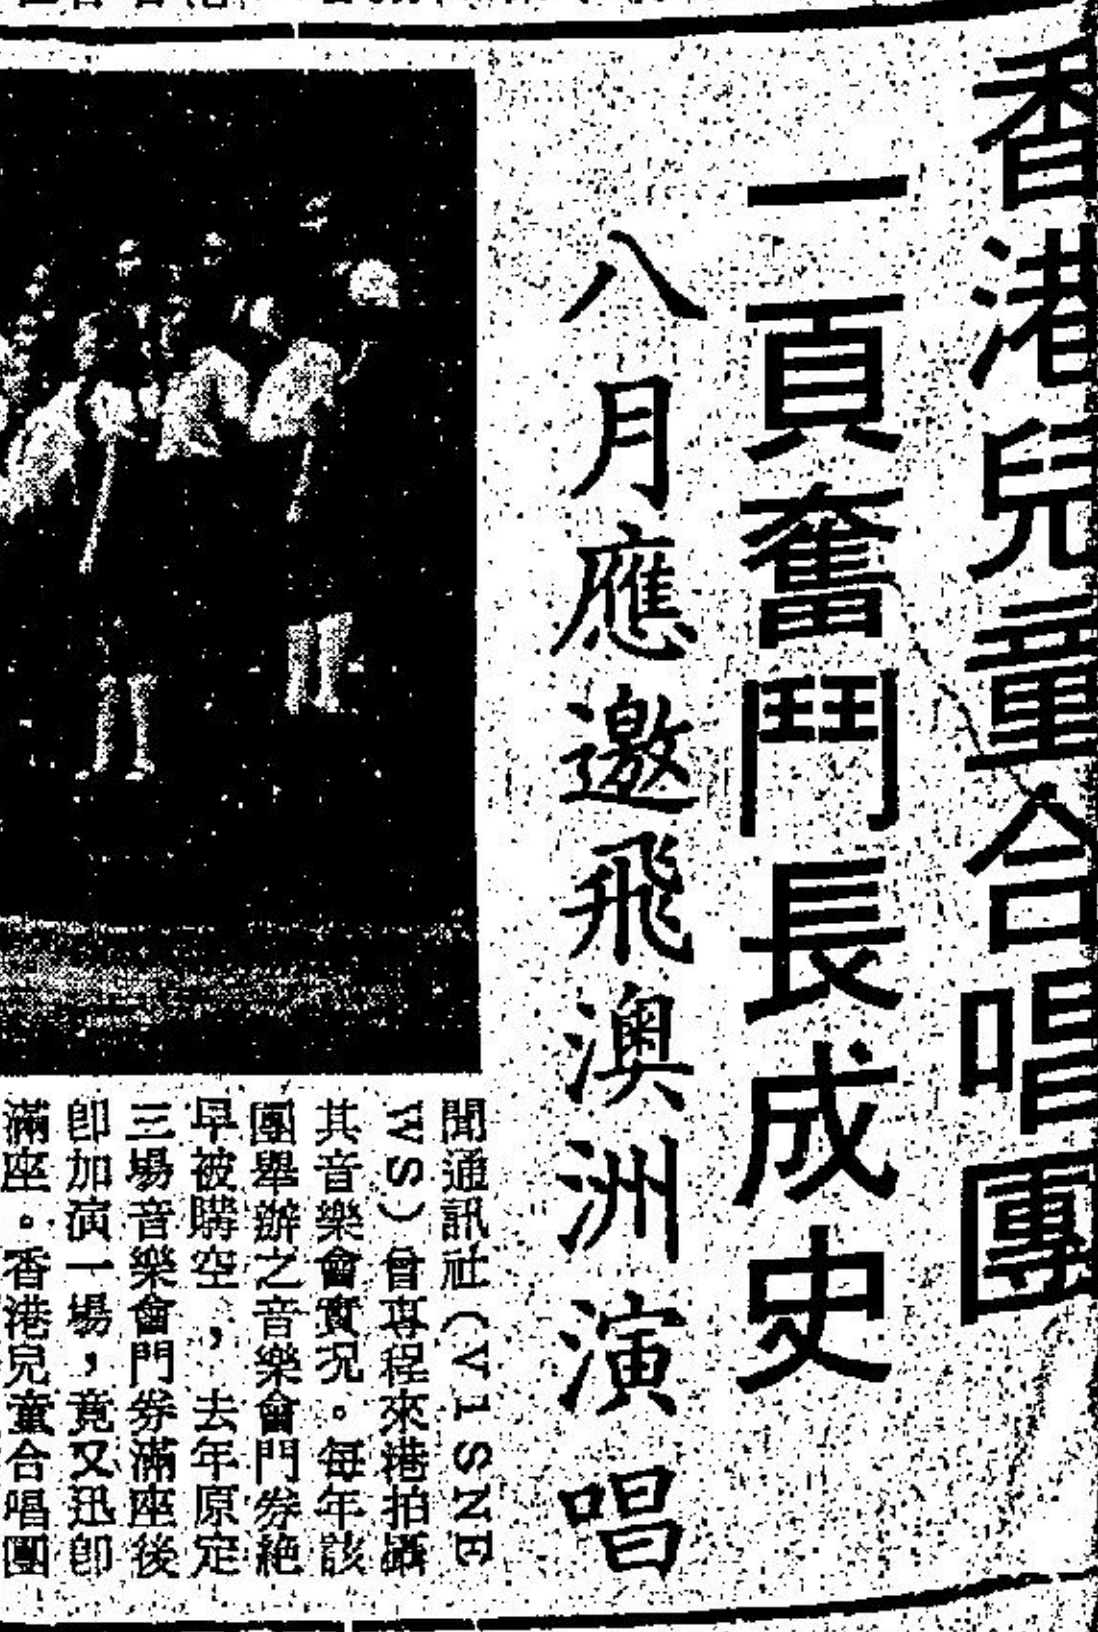 香港兒童合唱團
一頁奮鬥長成史
八月應邀飛澳洲演唱
聞通訊社(VISNE
WS)曾專程來港拍攝
其音樂會實况。每年該
團舉辦之音樂會門券絶
早被購空,去年原定
三場音樂會門券滿座後
即加演一場,竟又迅即
滿座。香港兒童合唱團